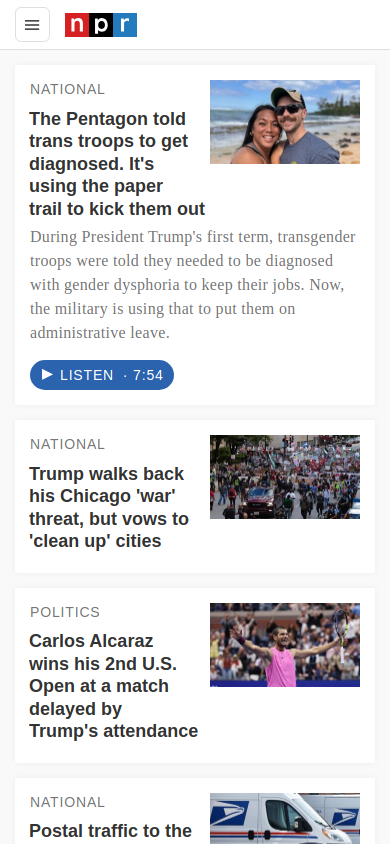 npr
NATIONAL
The Pentagon told
trans troops to get
diagnosed. It's
using the paper
trail to kick them out
During President Trump's first term, transgender
troops were told they needed to be diagnosed
with gender dysphoria to keep their jobs. Now,
the military is using that to put them on
administrative leave.
LISTEN · 7:54
NATIONAL
Trump walks back
his Chicago 'war'
threat, but vows to
'clean up' cities
POLITICS
Carlos Alcaraz
wins his 2nd U.S.
Open at a match
delayed by
Trump's attendance
NATIONAL
Postal traffic to the